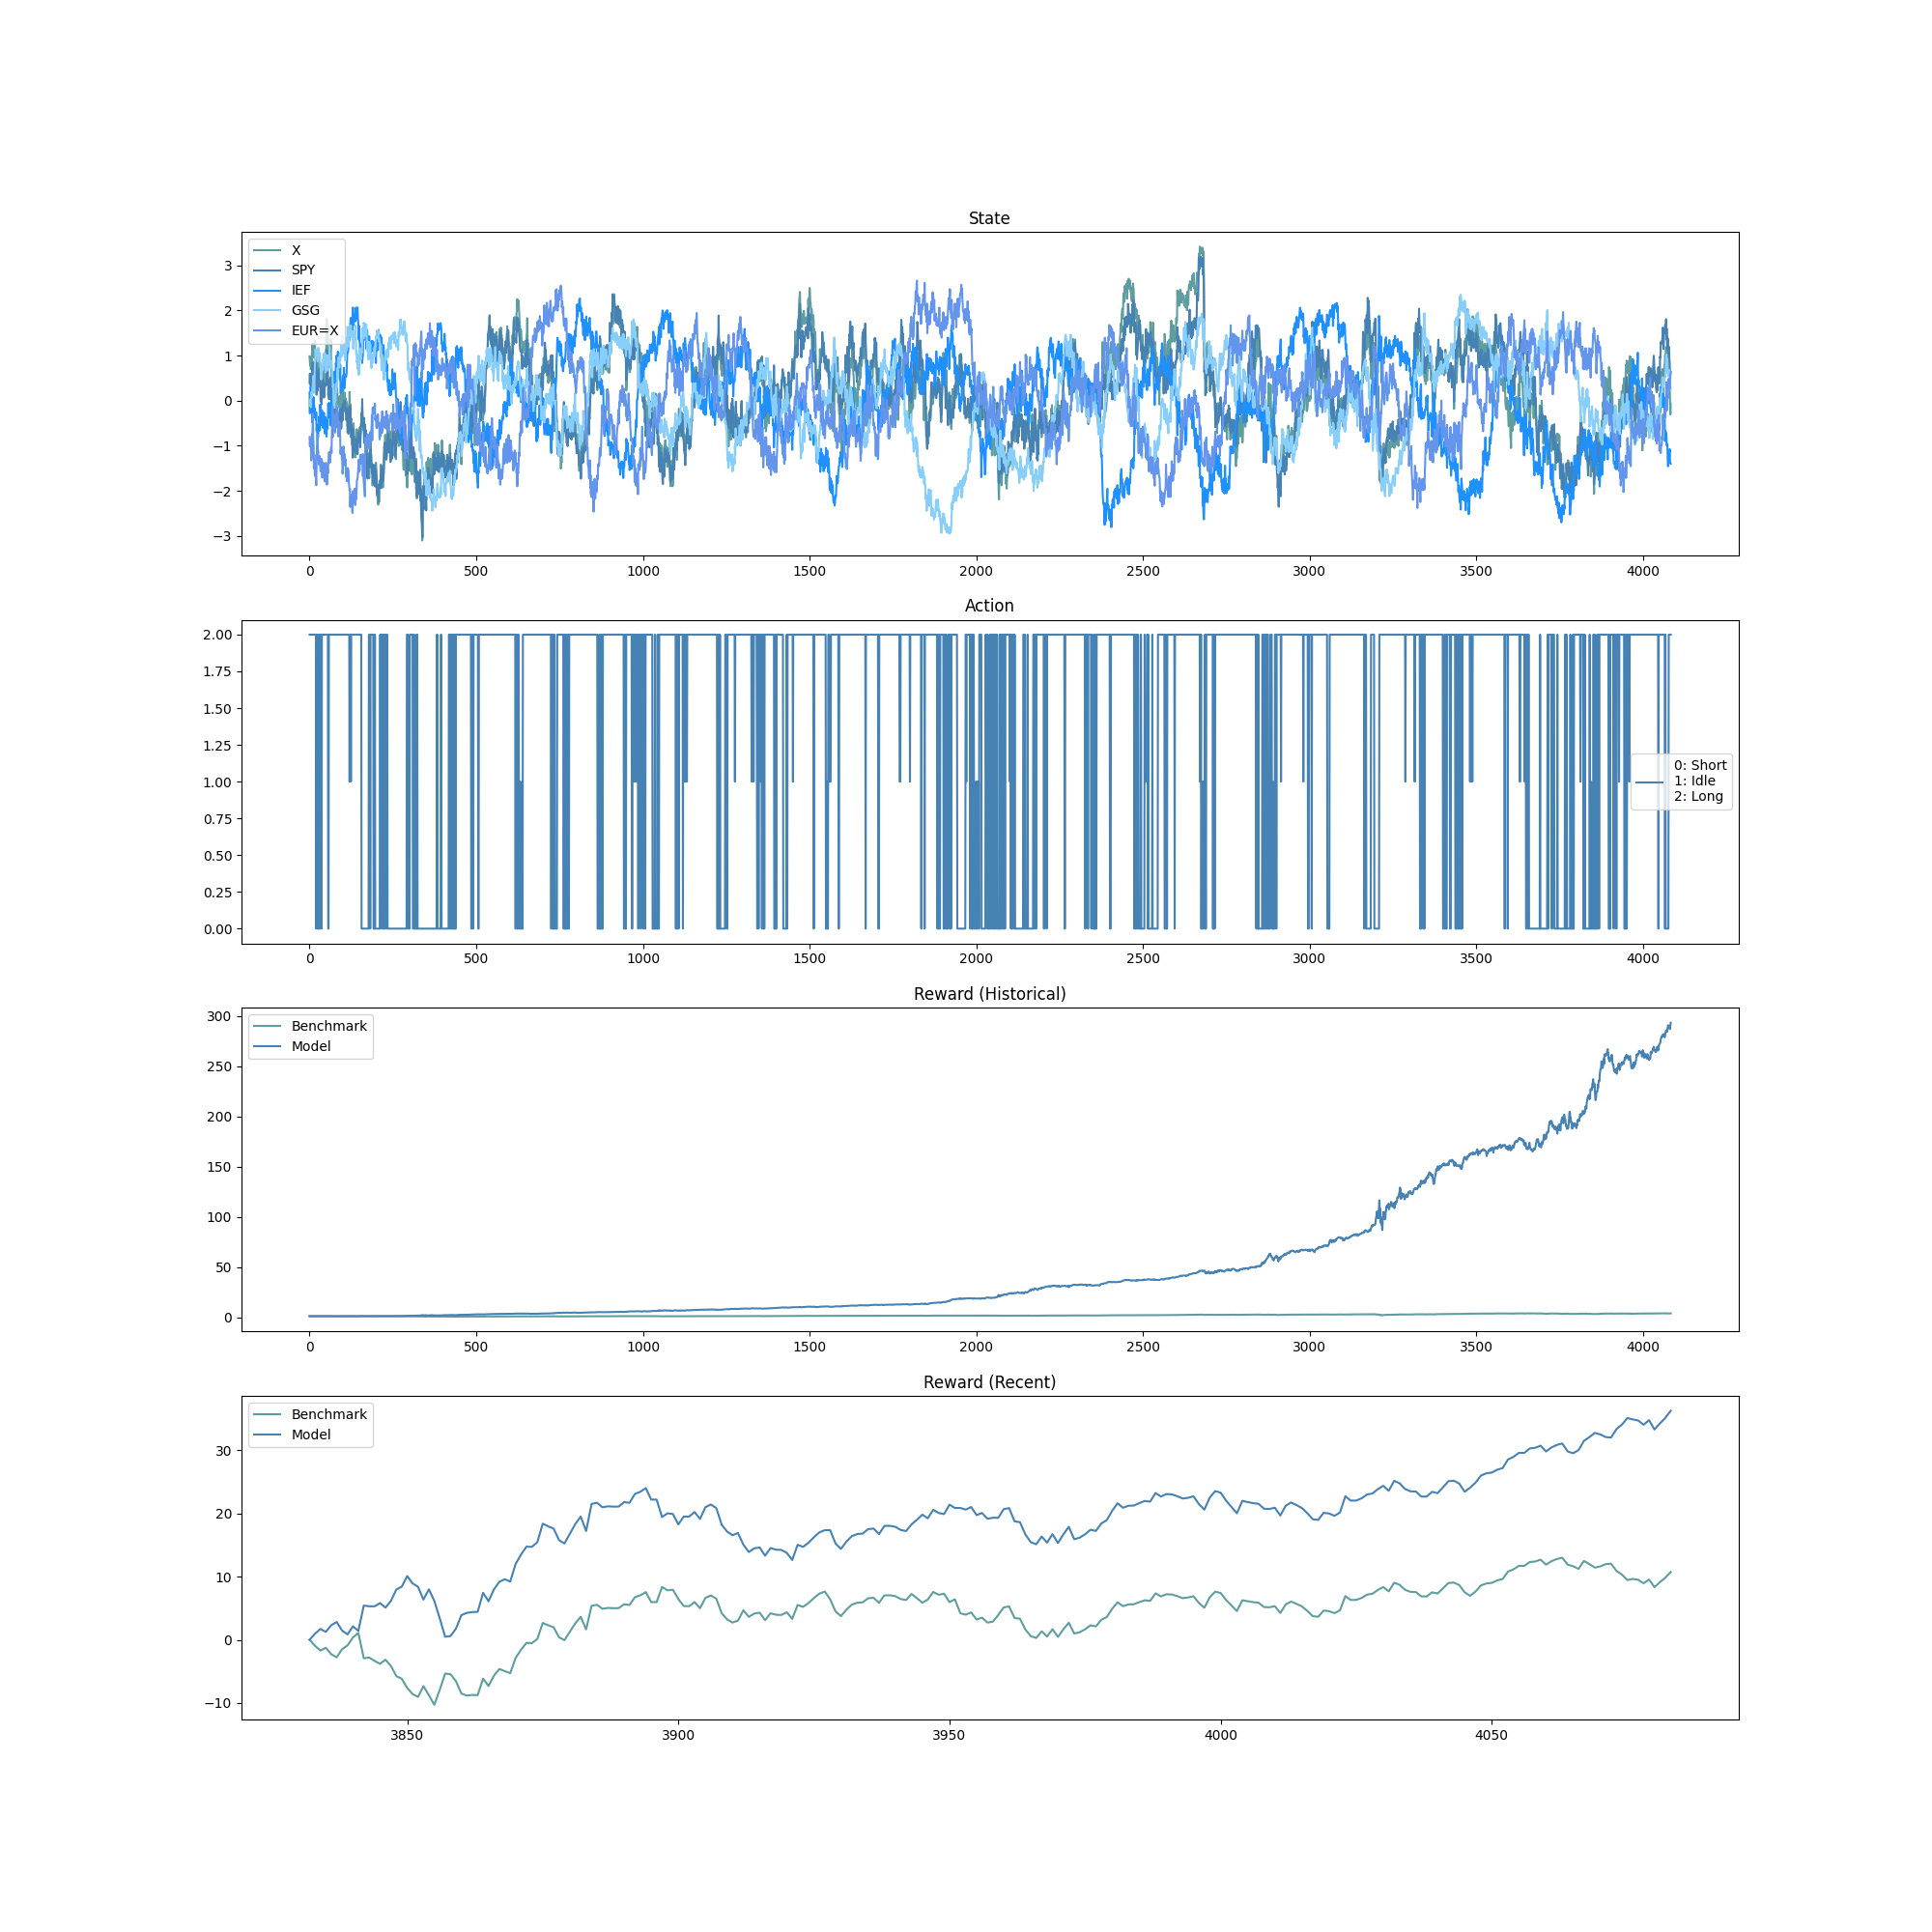 State
X
SPY
IEF
GSG
EUR=X
3
2
1
0
−1
−2
−3
0 500 1000 1500 2000 2500 3000 3500 4000
Action
2.00
1.75
1.50
1.25
1.00
0.75
0.50
0.25
0.00
0: Short
1: Idle
2: Long
0 500 1000 1500 2000 2500 3000 3500 4000
Reward (Historical)
Benchmark
Model
300
250
200
150
100
50
0
0 500 1000 1500 2000 2500 3000 3500 4000
Reward (Recent)
Benchmark
Model
30
20
10
0
−10
3850 3900 3950 4000 4050